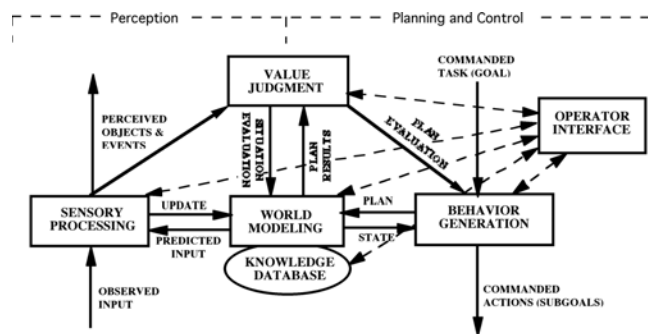 Perception
Planning and Control
VALUE
JUDGMENT
COMMANDED
TASK (GOAL)
PERCEIVED
OBJECTS &
EVENTS
SITUATION
EVALUATION
PLAN
RESULTS
PLAN
EVALUATION
OPERATOR
INTERFACE
SENSORY
PROCESSING
UPDATE
PREDICTED
INPUT
WORLD
MODELING
KNOWLEDGE
DATABASE
PLAN
STATE
BEHAVIOR
GENERATION
OBSERVED
INPUT
COMMANDED
ACTIONS (SUBGOALS)